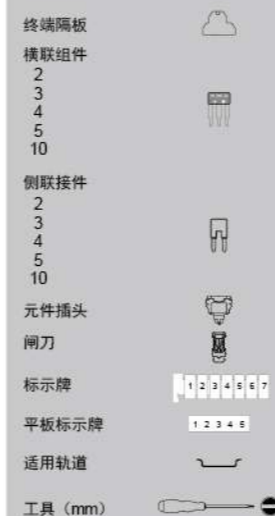 终端隔板
横联组件
2
3
4
5
10
侧联接件
2
3
4
5
10
元件插头
闸刀
标示牌 1 2 3 4 5 6 7
平板标示牌 1 2 3 4 5
适用轨道
工具（mm）